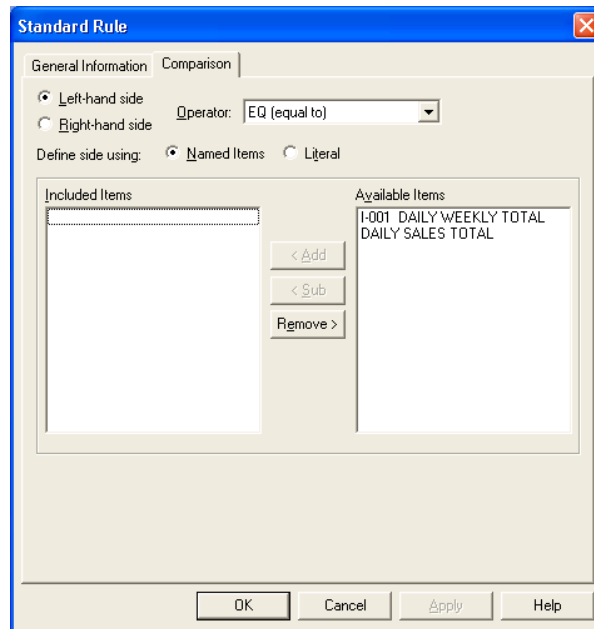 Standard Rule
General Information Comparison
Left-hand side
Right-hand side
Operator: EQ (equal to)
Define side using: Named Items Literal
Included Items
Available Items
I-001 DAILY WEEKLY TOTAL
DAILY SALES TOTAL
< Add
< Sub
Remove >
OK Cancel Apply Help